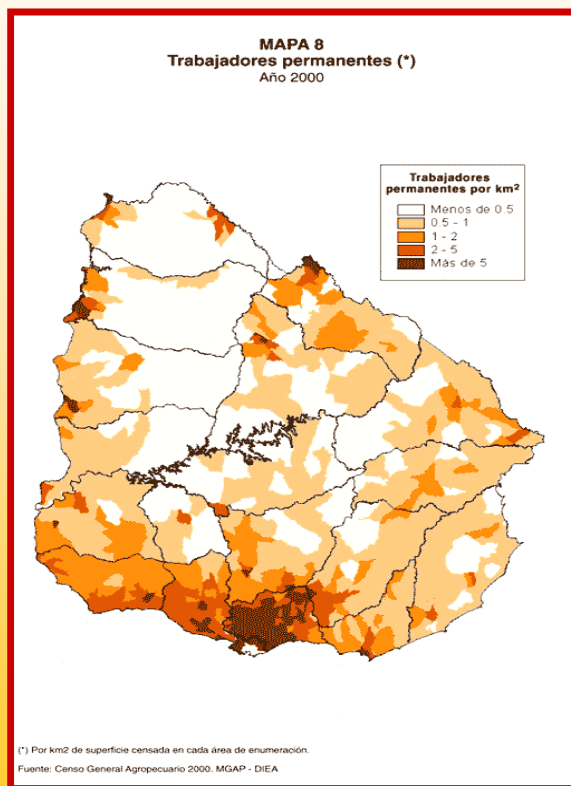 MAPA 8
Trabajadores permanentes (*)
Año 2000
Trabajadores
permanentes por km²
Menos de 0.5
0.5 - 1
1 - 2
2 - 5
Más de 5
(*) Por km2 de superficie censada en cada área de enumeración.
Fuente: Censo General Agropecuario 2000. MGAP - DIEA